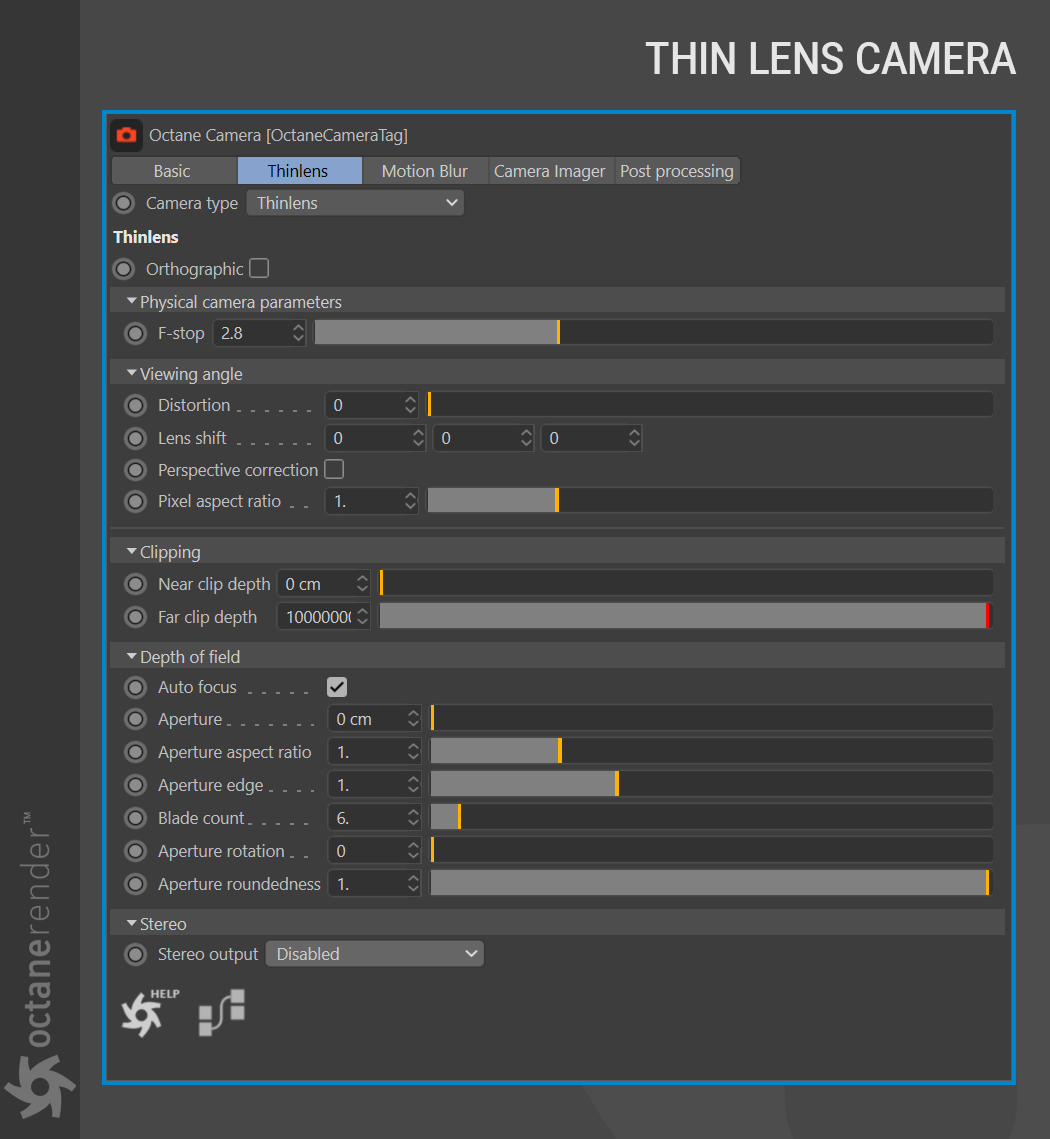 THIN LENS CAMERA
Octane Camera [OctaneCameraTag]
Basic Thinlens Motion Blur Camera Imager Post processing
Camera type Thinlens
Thinlens
Orthographic
Physical camera parameters
F-stop 2.8
Viewing angle
Distortion 0
Lens shift 0 0 0
Perspective correction
Pixel aspect ratio 1.
Clipping
Near clip depth 0 cm
Far clip depth 10000000
Depth of field
Auto focus
Aperture 0 cm
Aperture aspect ratio 1.
Aperture edge 1.
Blade count 6.
Aperture rotation 0
Aperture roundedness 1.
Stereo
Stereo output Disabled
HELP
octanerender™